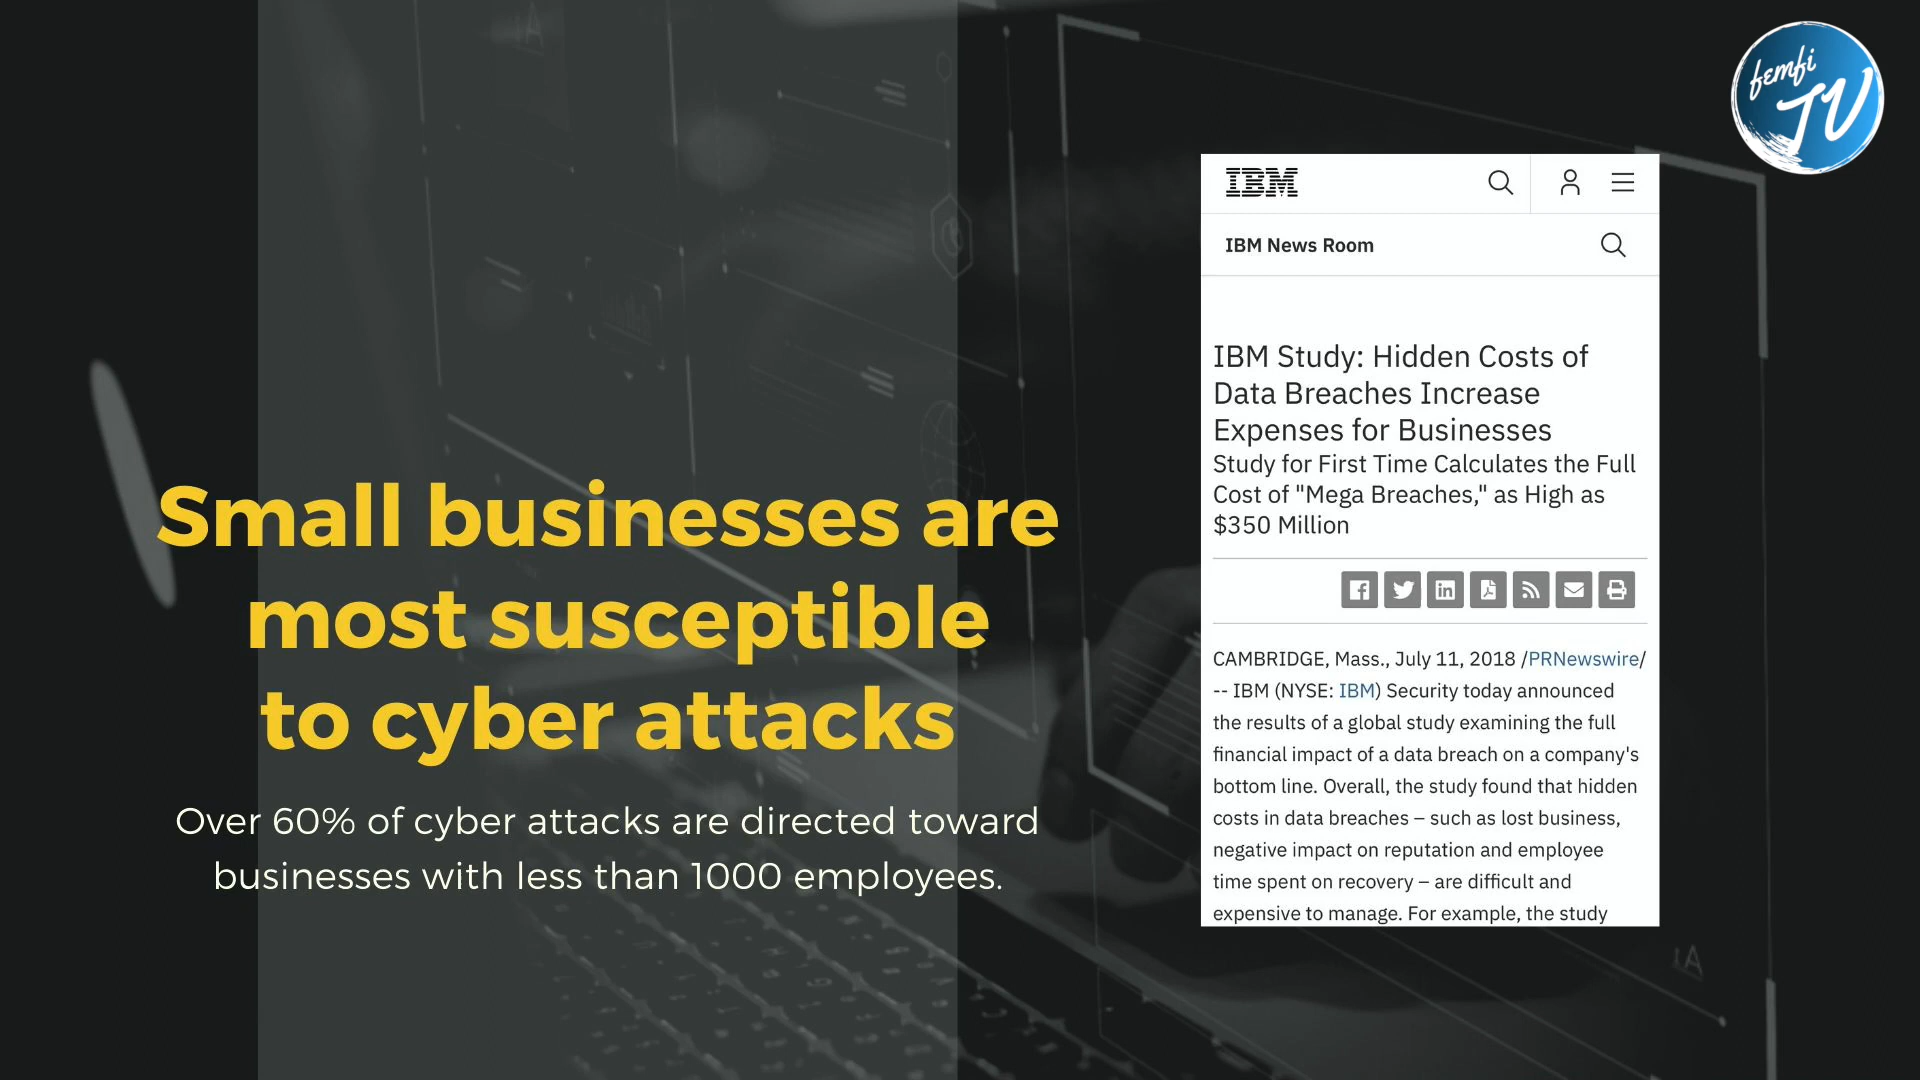 femfi
TV
Small businesses are
most susceptible
to cyber attacks
Over 60% of cyber attacks are directed toward
businesses with less than 1000 employees.
IBM
IBM News Room
IBM Study: Hidden Costs of
Data Breaches Increase
Expenses for Businesses
Study for First Time Calculates the Full
Cost of "Mega Breaches," as High as
$350 Million
CAMBRIDGE, Mass., July 11, 2018 /PRNewswire/
-- IBM (NYSE: IBM) Security today announced
the results of a global study examining the full
financial impact of a data breach on a company's
bottom line. Overall, the study found that hidden
costs in data breaches – such as lost business,
negative impact on reputation and employee
time spent on recovery – are difficult and
expensive to manage. For example, the study